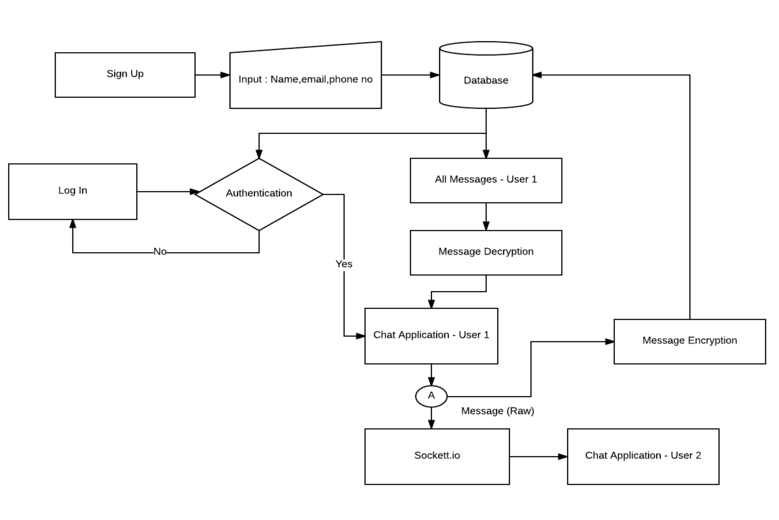 Sign Up
Input : Name,email,phone no
Database
Log In
Authentication
All Messages - User 1
No
Message Decryption
Yes
Chat Application - User 1
Message Encryption
A
Message (Raw)
Sockett.io
Chat Application - User 2